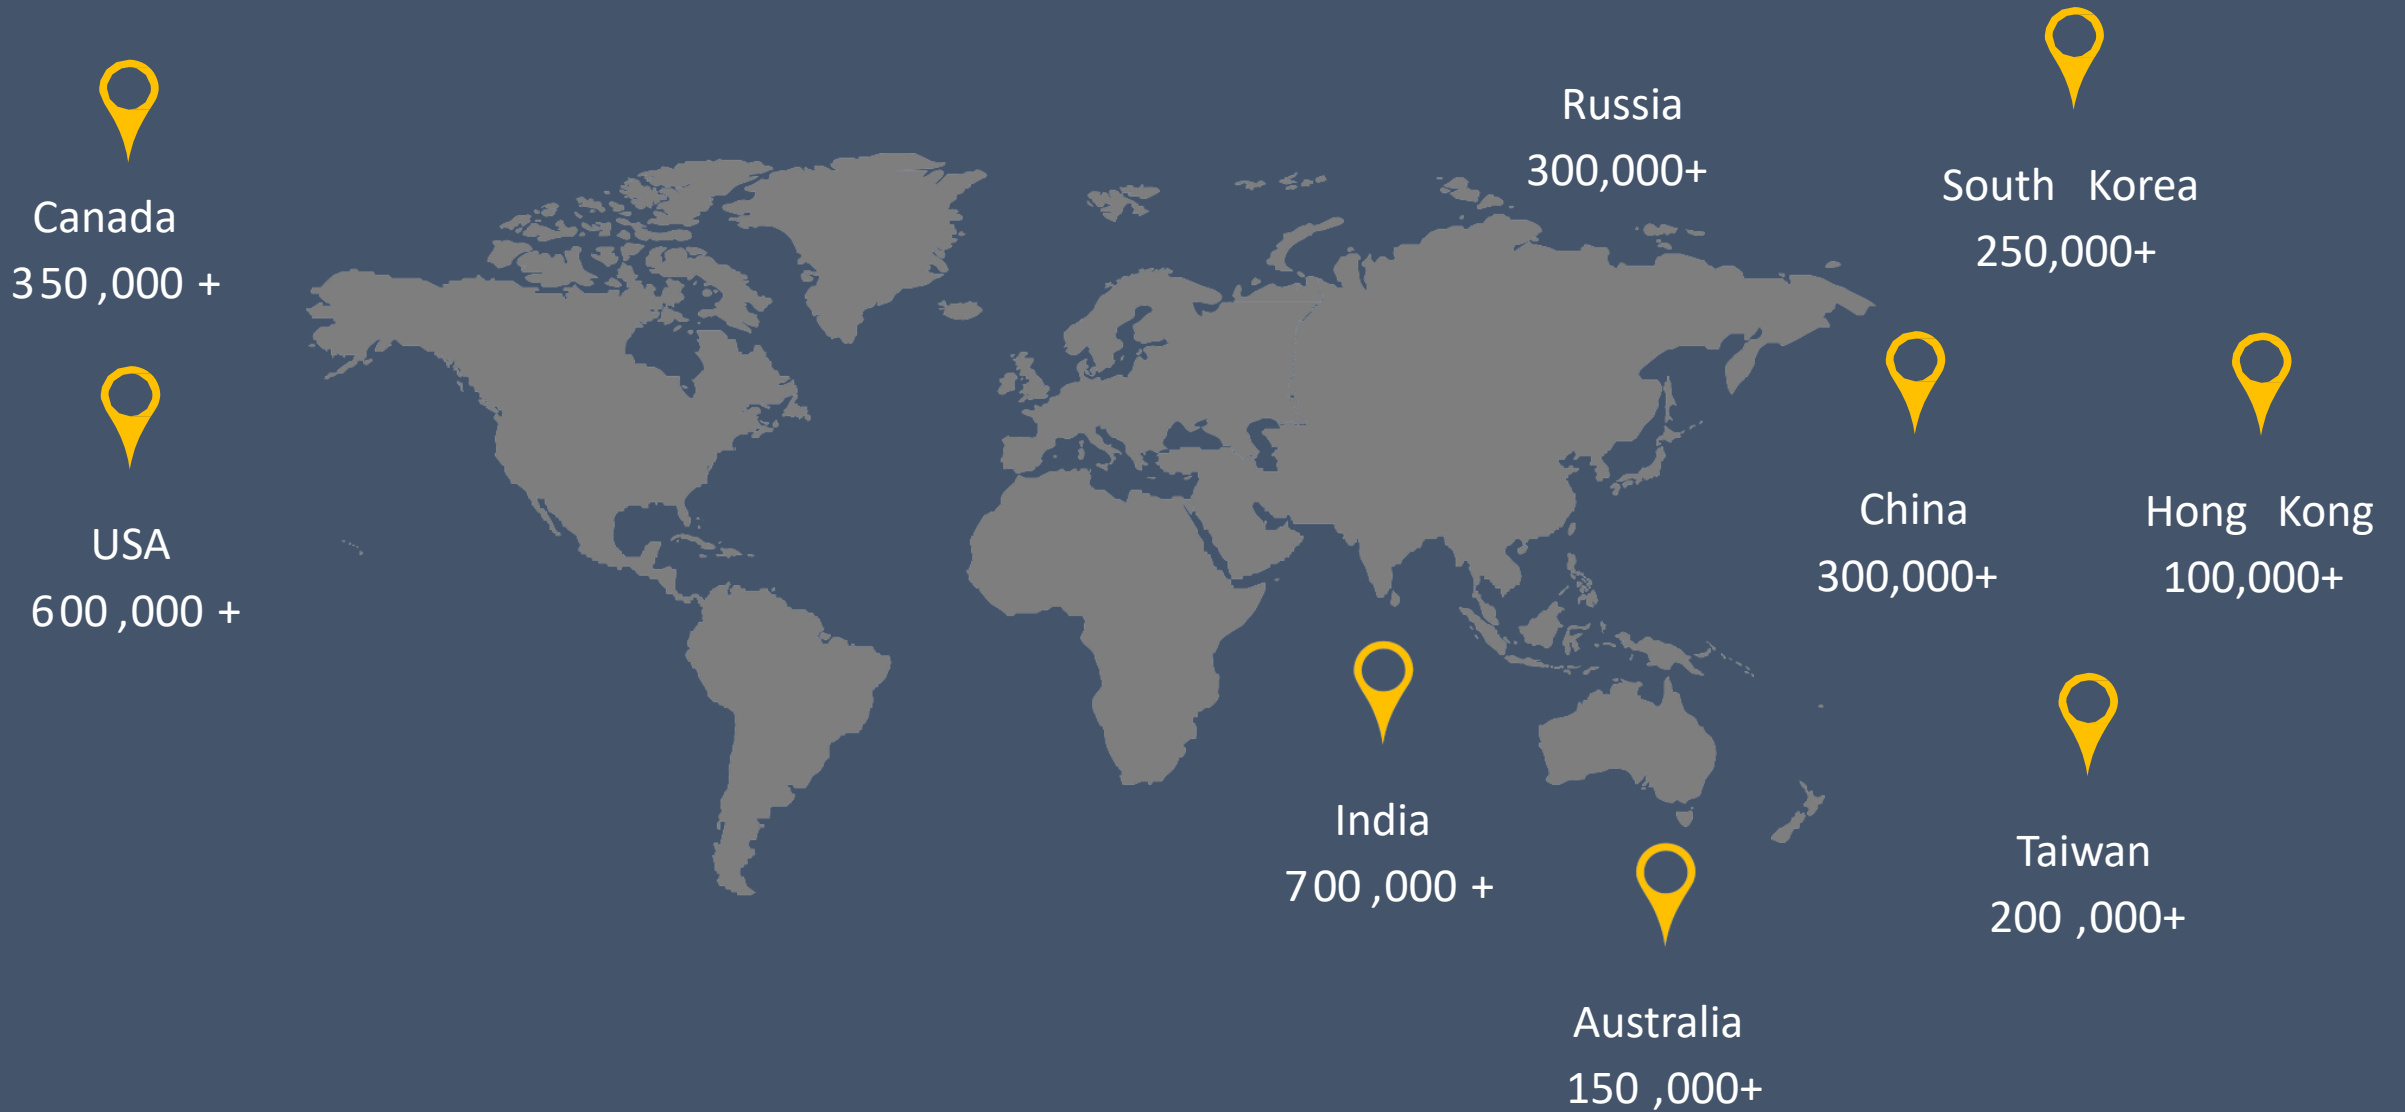 Canada
350,000 +
USA
600,000 +
Russia
300,000+
South Korea
250,000+
China
300,000+
Hong Kong
100,000+
India
700,000 +
Taiwan
200 ,000+
Australia
150 ,000+